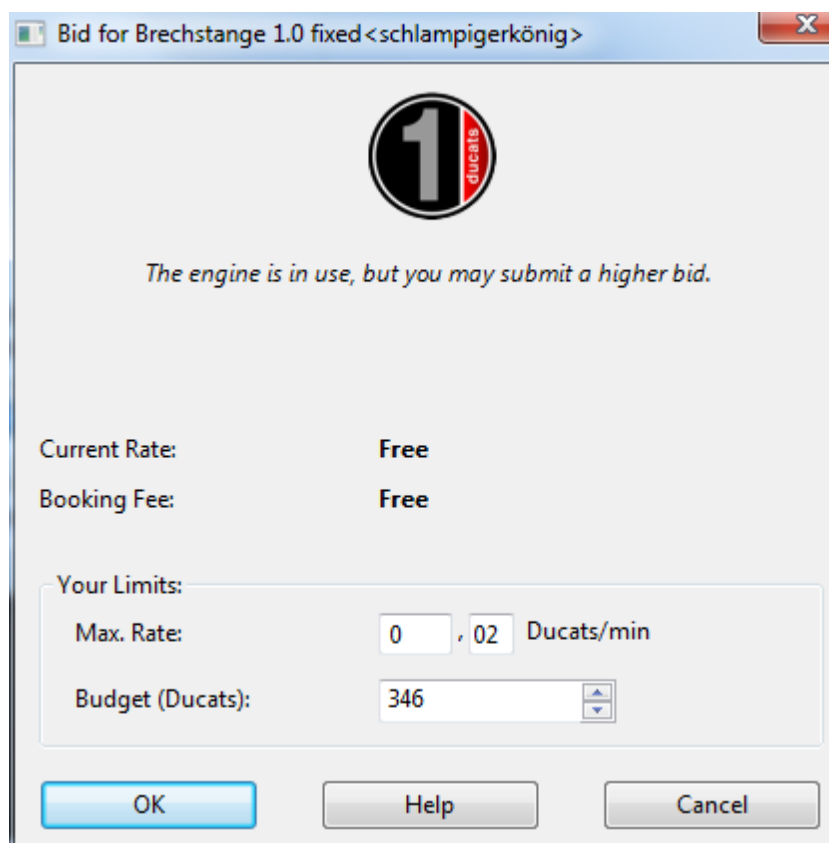 Bid for Brechstange 1.0 fixed<schlampigerkönig>
1 ducats
The engine is in use, but you may submit a higher bid.
Current Rate: Free
Booking Fee: Free
Your Limits:
Max. Rate: 0 , 02 Ducats/min
Budget (Ducats): 346
OK Help Cancel